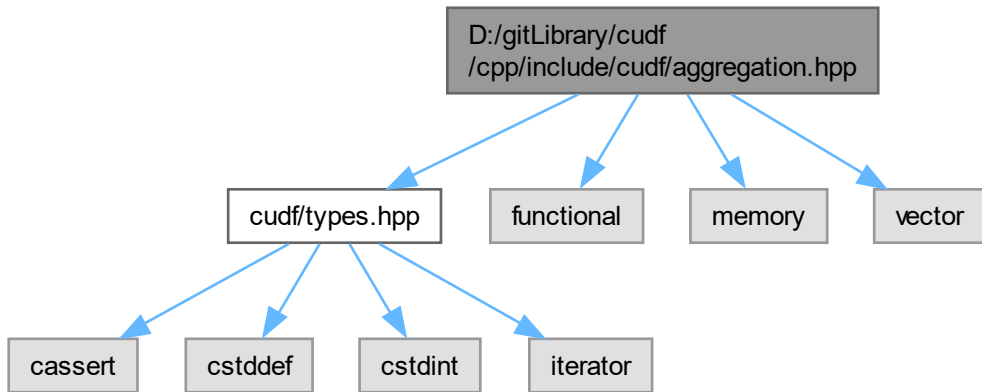 D:/gitLibrary/cudf
/cpp/include/cudf/aggregation.hpp
cudf/types.hpp
functional
memory
vector
cassert
cstddef
cstdint
iterator